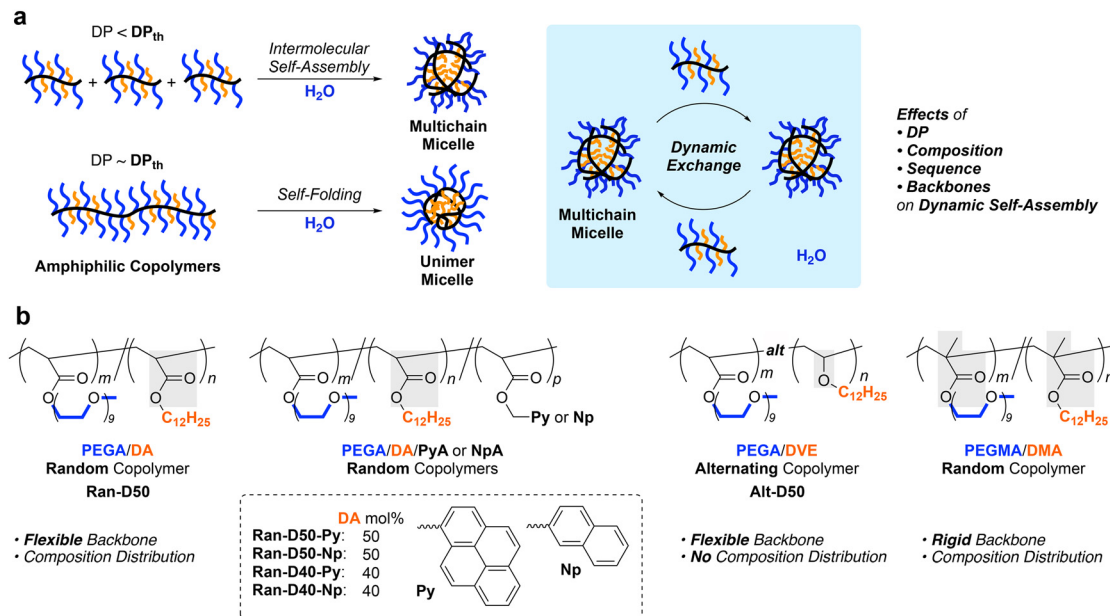 a
DP < DPth
+
+
Intermolecular
Self-Assembly
H2O
Multichain
Micelle
DP ~ DPth
Amphiphilic Copolymers
Self-Folding
H2O
Unimer
Micelle
Multichain
Micelle
Dynamic
Exchange
H2O
Effects of
• DP
• Composition
• Sequence
• Backbones
on Dynamic Self-Assembly
b
m n
O O O O
O 9
C12H25
PEGA/DA
Random Copolymer
Ran-D50
• Flexible Backbone
• Composition Distribution
m n p
O O O O O O
O 9
C12H25
Py or Np
PEGA/DA/PyA or NpA
Random Copolymers
DA mol%
Ran-D50-Py: 50
Ran-D50-Np: 50
Ran-D40-Py: 40
Ran-D40-Np: 40
Py
Np
alt
m n
O O O
O 9
C12H25
PEGA/DVE
Alternating Copolymer
Alt-D50
• Flexible Backbone
• No Composition Distribution
m n
O O O O
O 9
C12H25
PEGMA/DMA
Random Copolymer
• Rigid Backbone
• Composition Distribution